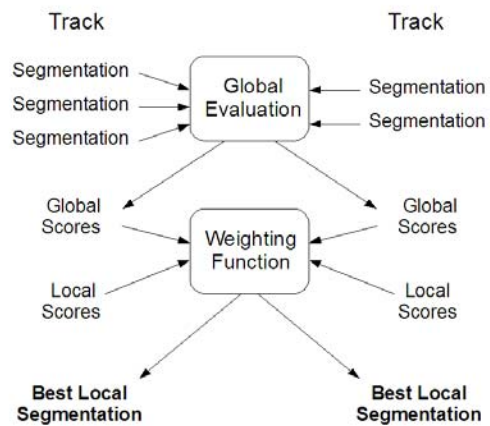 Track
Track
Segmentation
Segmentation
Segmentation
Global
Evaluation
Segmentation
Segmentation
Global
Scores
Weighting
Function
Global
Scores
Local
Scores
Local
Scores
Best Local
Segmentation
Best Local
Segmentation